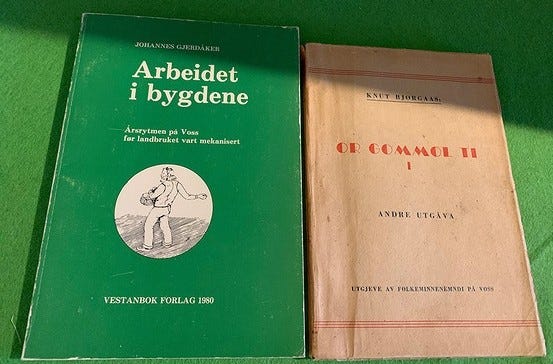 JOHANNES GJERDÅKER
Arbeidet
i bygdene
Årsrytmen på Voss
før landbruket vart mekanisert
VESTANBOK FORLAG 1980
KNUT BJORGAAS:
OR GOMMOL TI
I
ANDRE UTGÅVA
UTGJEVE AV FOLKEMINNENEMNDI PÅ VOSS